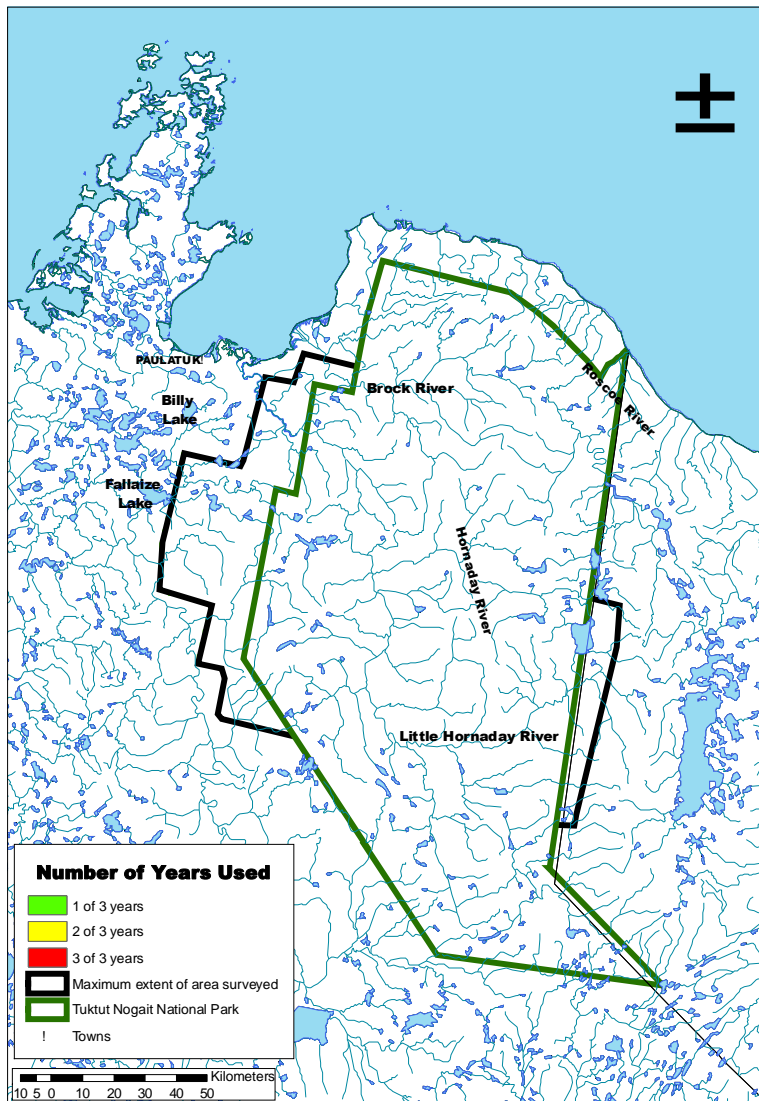 PAULATUK!
Billy
Lake
Fallaize
Lake
Brock River
Roscoe River
Hornaday River
Little Hornaday River
Number of Years Used
1 of 3 years
2 of 3 years
3 of 3 years
Maximum extent of area surveyed
Tuktut Nogait National Park
! Towns
Kilometers
10 5 0 10 20 30 40 50